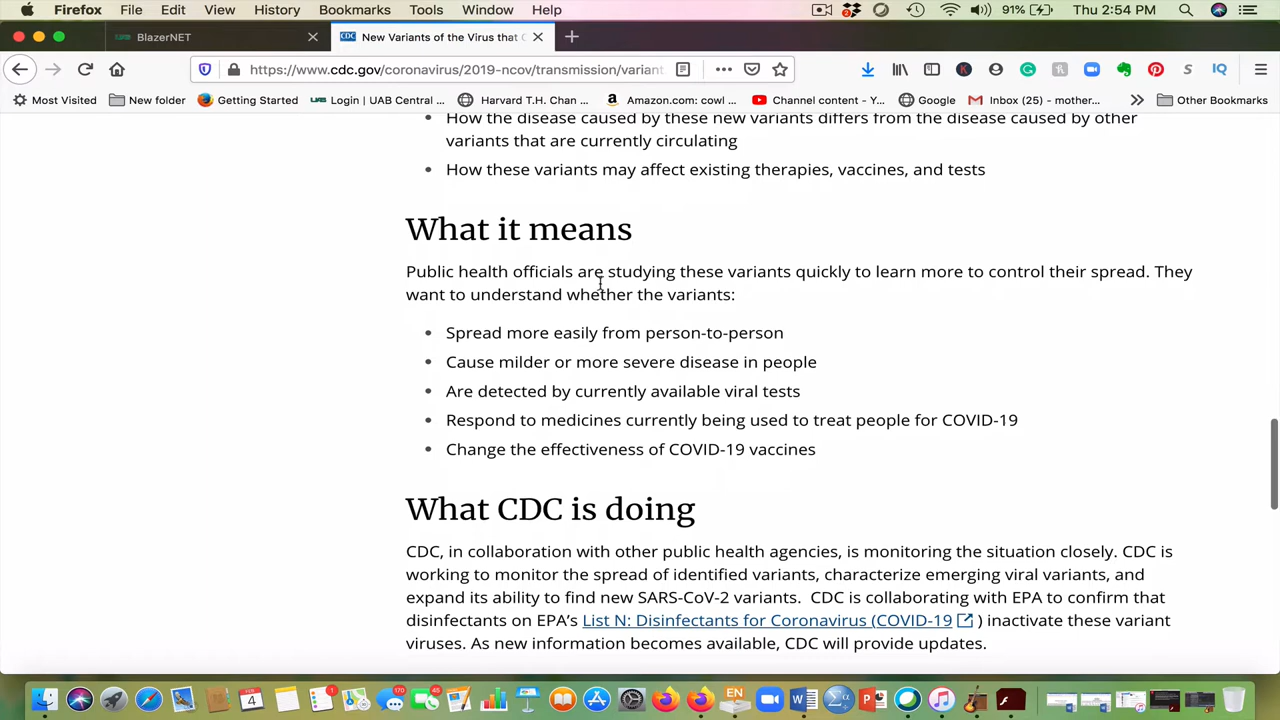 Firefox File Edit View History Bookmarks Tools Window Help 91% Thu 2:54 PM
BlazerNET New Variants of the Virus that C
https://www.cdc.gov/coronavirus/2019-ncov/transmission/variant
Most Visited New folder Getting Started Login | UAB Central ... Harvard T.H. Chan ... Amazon.com: cowl ... Channel content - Y... Google Inbox (25) - mother... Other Bookmarks
How the disease caused by these new variants differs from the disease caused by other
variants that are currently circulating
How these variants may affect existing therapies, vaccines, and tests
What it means
Public health officials are studying these variants quickly to learn more to control their spread. They
want to understand whether the variants:
Spread more easily from person-to-person
Cause milder or more severe disease in people
Are detected by currently available viral tests
Respond to medicines currently being used to treat people for COVID-19
Change the effectiveness of COVID-19 vaccines
What CDC is doing
CDC, in collaboration with other public health agencies, is monitoring the situation closely. CDC is
working to monitor the spread of identified variants, characterize emerging viral variants, and
expand its ability to find new SARS-CoV-2 variants. CDC is collaborating with EPA to confirm that
disinfectants on EPA’s List N: Disinfectants for Coronavirus (COVID-19 ) inactivate these variant
viruses. As new information becomes available, CDC will provide updates.